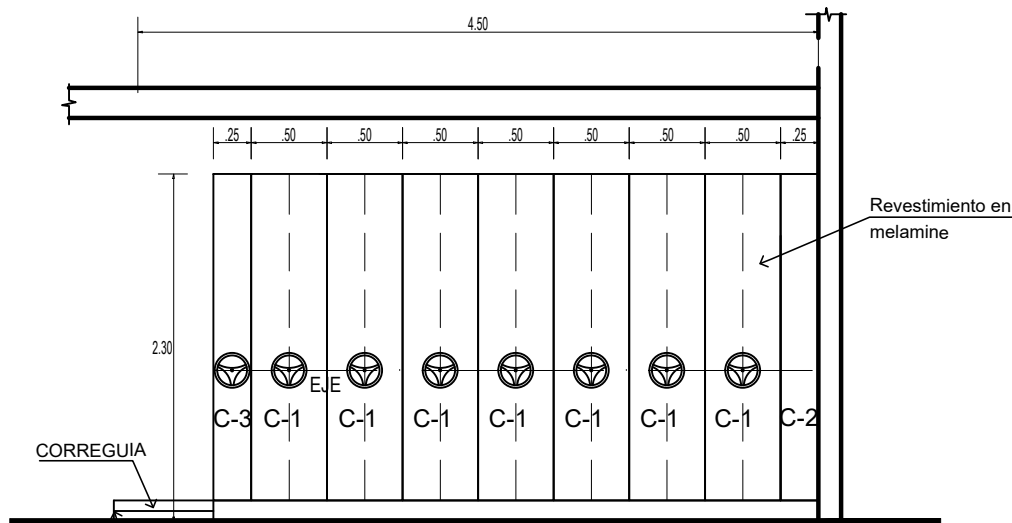 4.50
.25 .50 .50 .50 .50 .50 .50 .50 .25
Revestimiento en
melamine
2.30
EJE
C-3 C-1 C-1 C-1 C-1 C-1 C-1 C-1 C-2
CORREGUIA